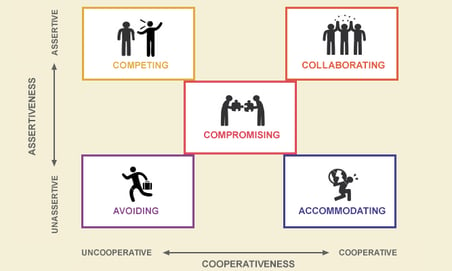 ASSERTIVE
COMPETING
COLLABORATING
ASSERTIVENESS
COMPROMISING
UNASSERTIVE
AVOIDING
ACCOMMODATING
UNCOOPERATIVE
COOPERATIVE
COOPERATIVENESS